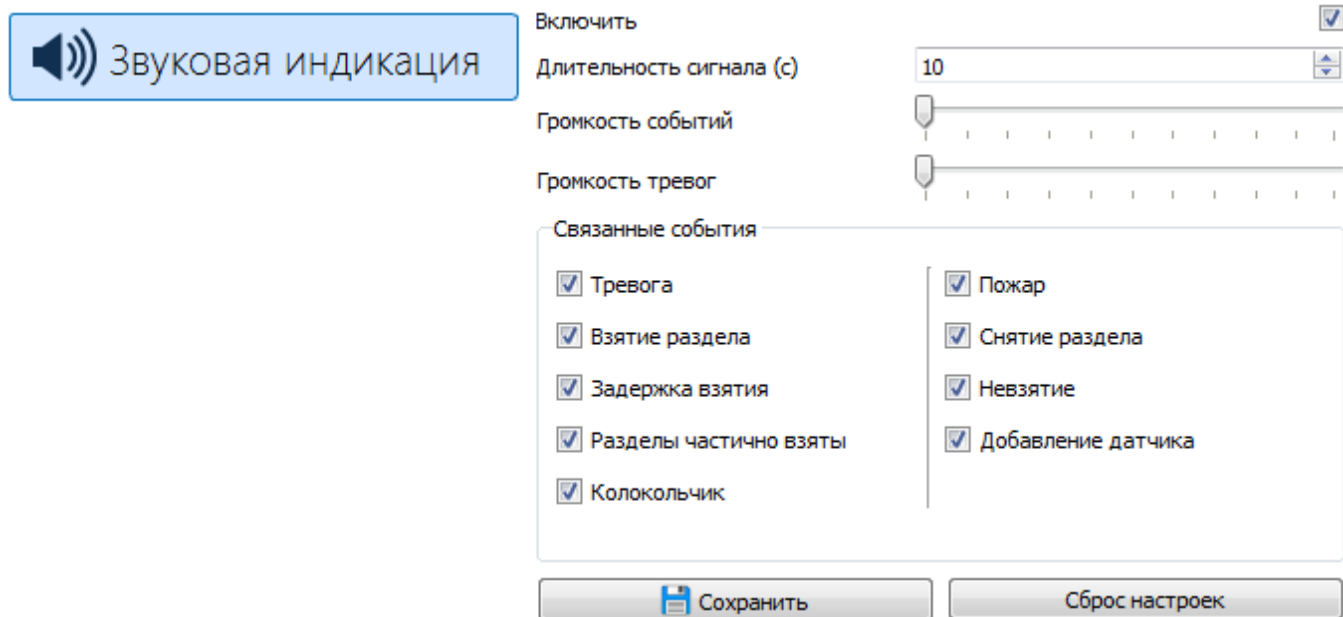 Звуковая индикация
Включить
Длительность сигнала (с) 10
Громкость событий
Громкость тревог
Связанные события
Тревога Пожар
Взятие раздела Снятие раздела
Задержка взятия Невзятие
Разделы частично взяты Добавление датчика
Колокольчик
Сохранить Сброс настроек